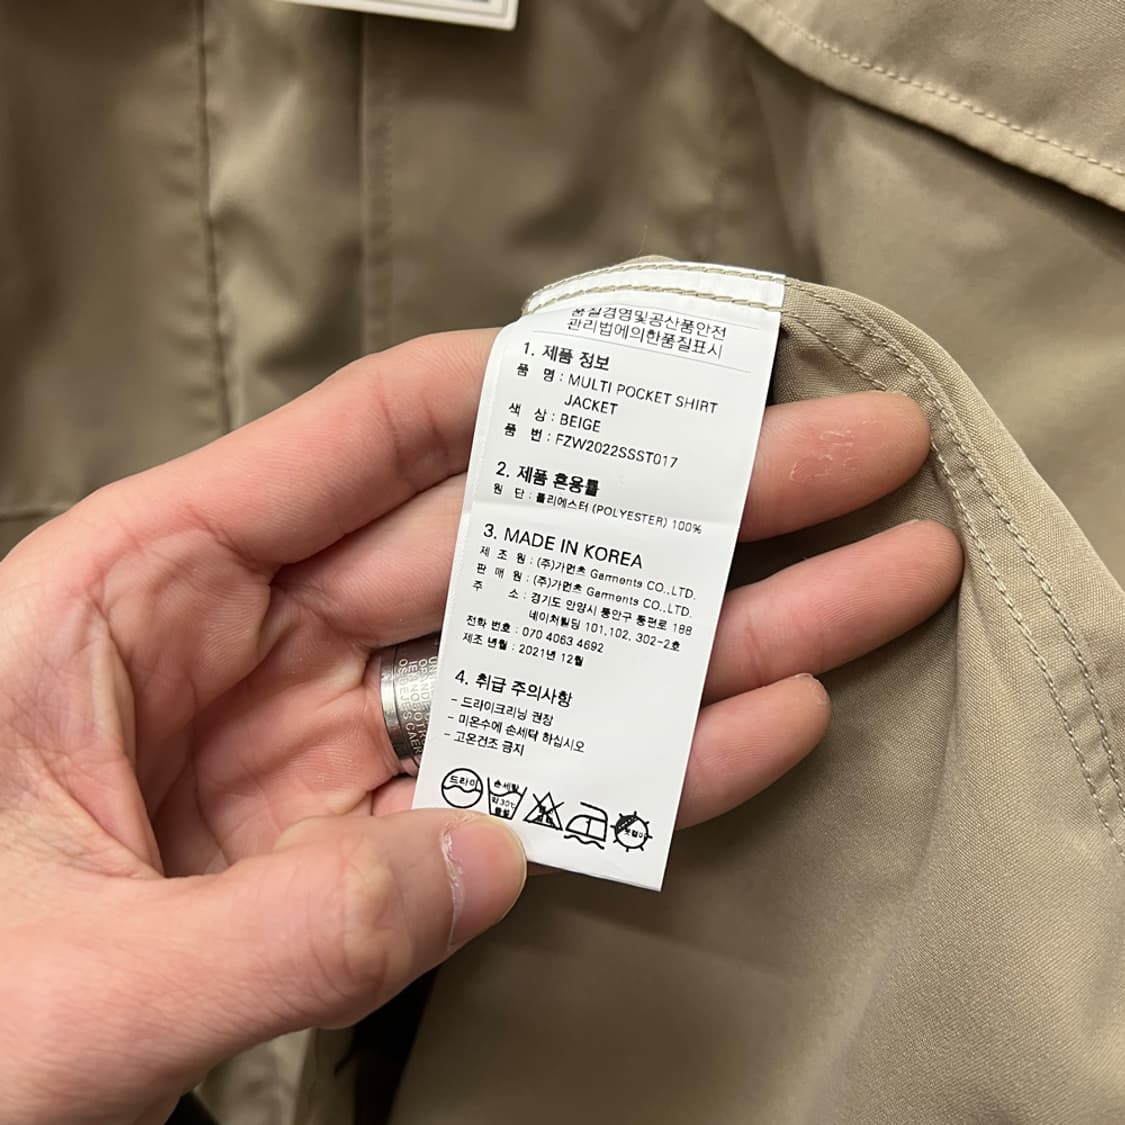 품질경영및공산품안전
관리법에의한품질표시
1. 제품 정보
품 명 : MULTI POCKET SHIRT
JACKET
색 상 : BEIGE
품 번 : FZW2022SSST017
2. 제품 혼용률
원 단 : 폴리에스터 (POLYESTER) 100%
3. MADE IN KOREA
제 조 원 : (주)가먼츠 Garments CO.,LTD.
판 매 원 : (주)가먼츠 Garments CO.,LTD.
주 소 : 경기도 안양시 동안구 동편로 188
네이처빌딩 101,102, 302-2호
전화 번호 : 070 4063 4692
제조 년월 : 2021년 12월
4. 취급 주의사항
- 드라이크리닝 권장
- 미온수에 손세탁 하십시오
- 고온건조 금지
드라이
손세탁
약30℃